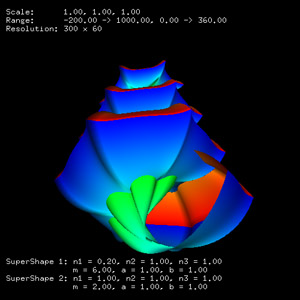 Scale: 1.00, 1.00, 1.00
Range: -200.00 -> 1000.00, 0.00 -> 360.00
Resolution: 300 x 60
SuperShape 1: n1 = 0.20, n2 = 1.00, n3 = 1.00
m = 6.00, a = 1.00, b = 1.00
SuperShape 2: n1 = 1.00, n2 = 1.00, n3 = 1.00
m = 2.00, a = 1.00, b = 1.00